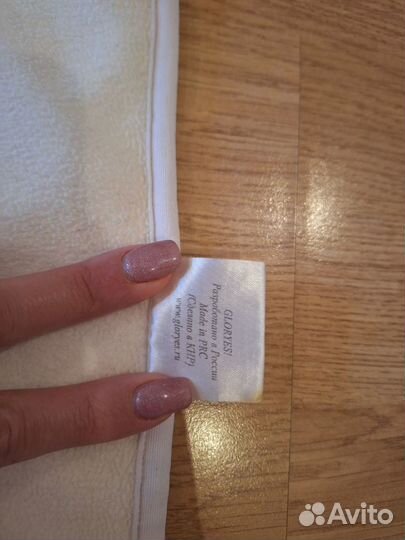 GLORYES!
Разработано в России
Made in PRC
(Сделано в КНР)
www.gloryes.ru
Avito